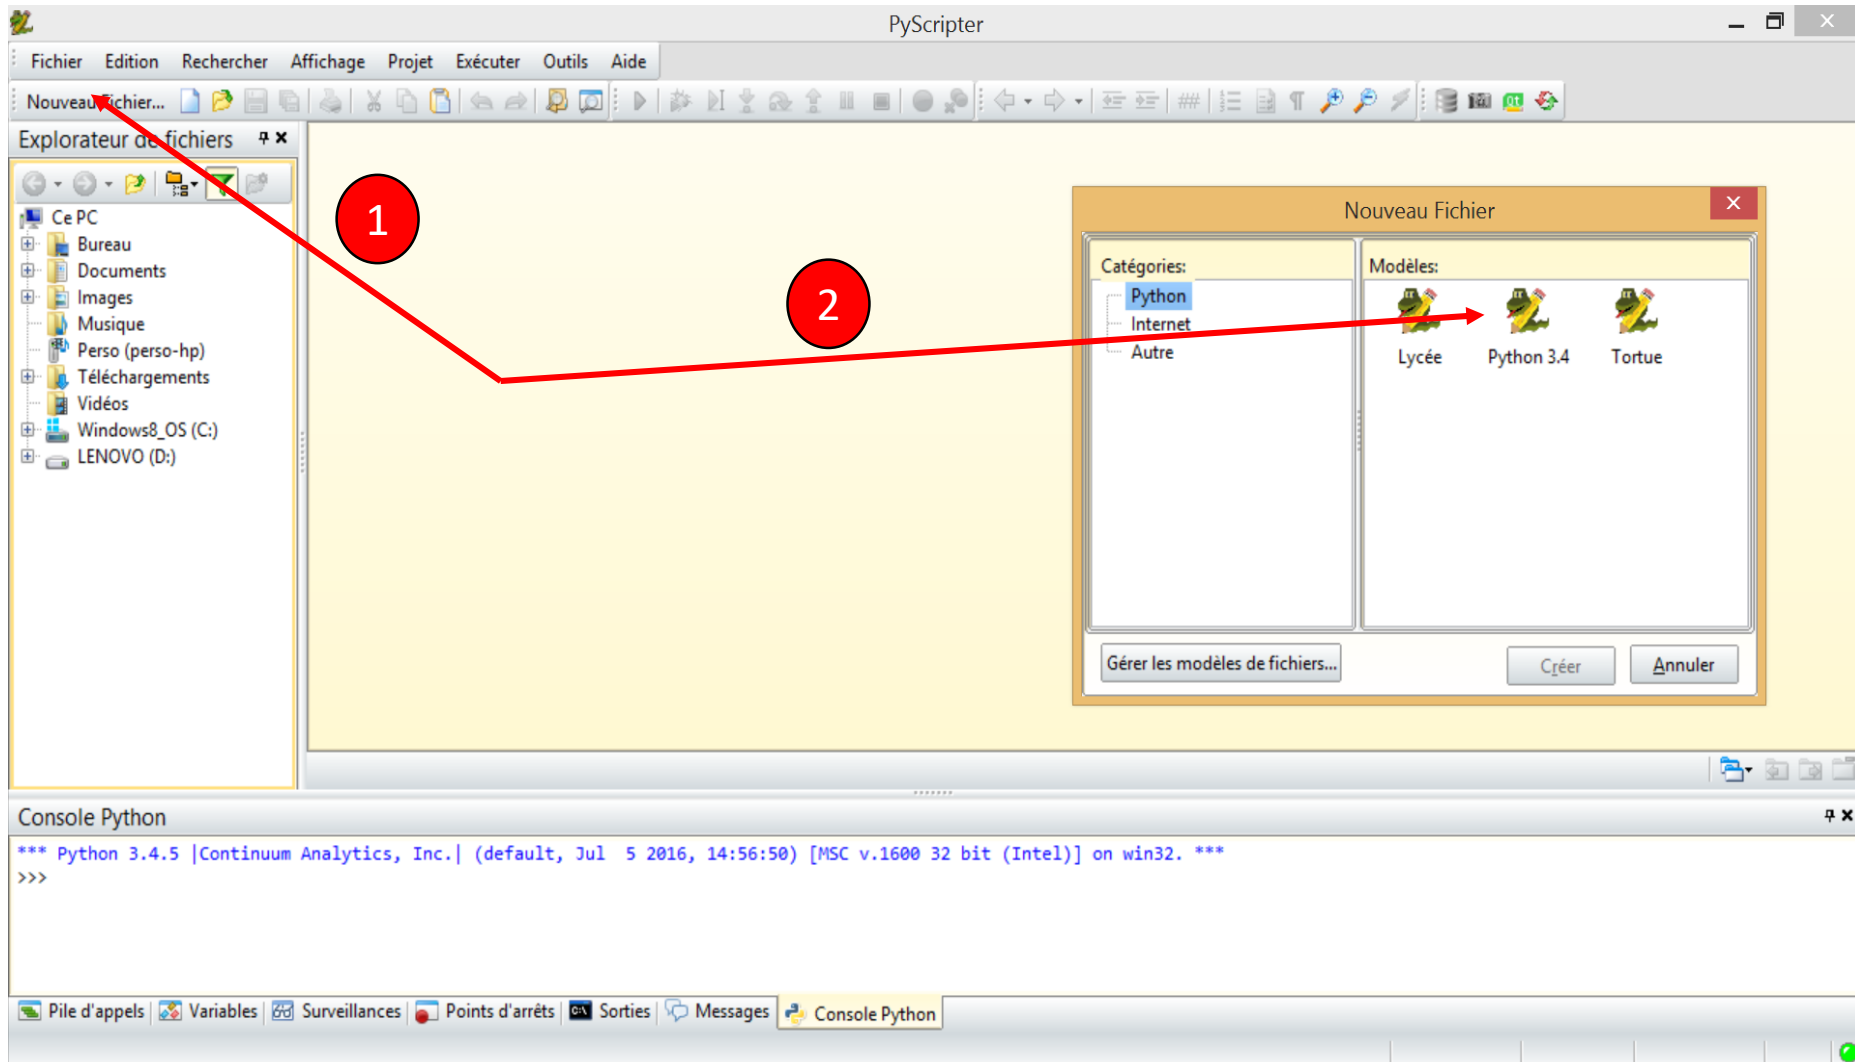 PyScripter
Fichier Edition Rechercher Affichage Projet Exécuter Outils Aide
Nouveau Fichier...
Explorateur de fichiers
Ce PC
Bureau
Documents
Images
Musique
Perso (perso-hp)
Téléchargements
Vidéos
Windows8_OS (C:)
LENOVO (D:)
1
2
Nouveau Fichier
Catégories:
Python
Internet
Autre
Modèles:
Lycée Python 3.4 Tortue
Gérer les modèles de fichiers... Créer Annuler
Console Python
*** Python 3.4.5 |Continuum Analytics, Inc.| (default, Jul  5 2016, 14:56:50) [MSC v.1600 32 bit (Intel)] on win32. ***
>>>
Pile d'appels Variables Surveillances Points d'arrêts Sorties Messages Console Python